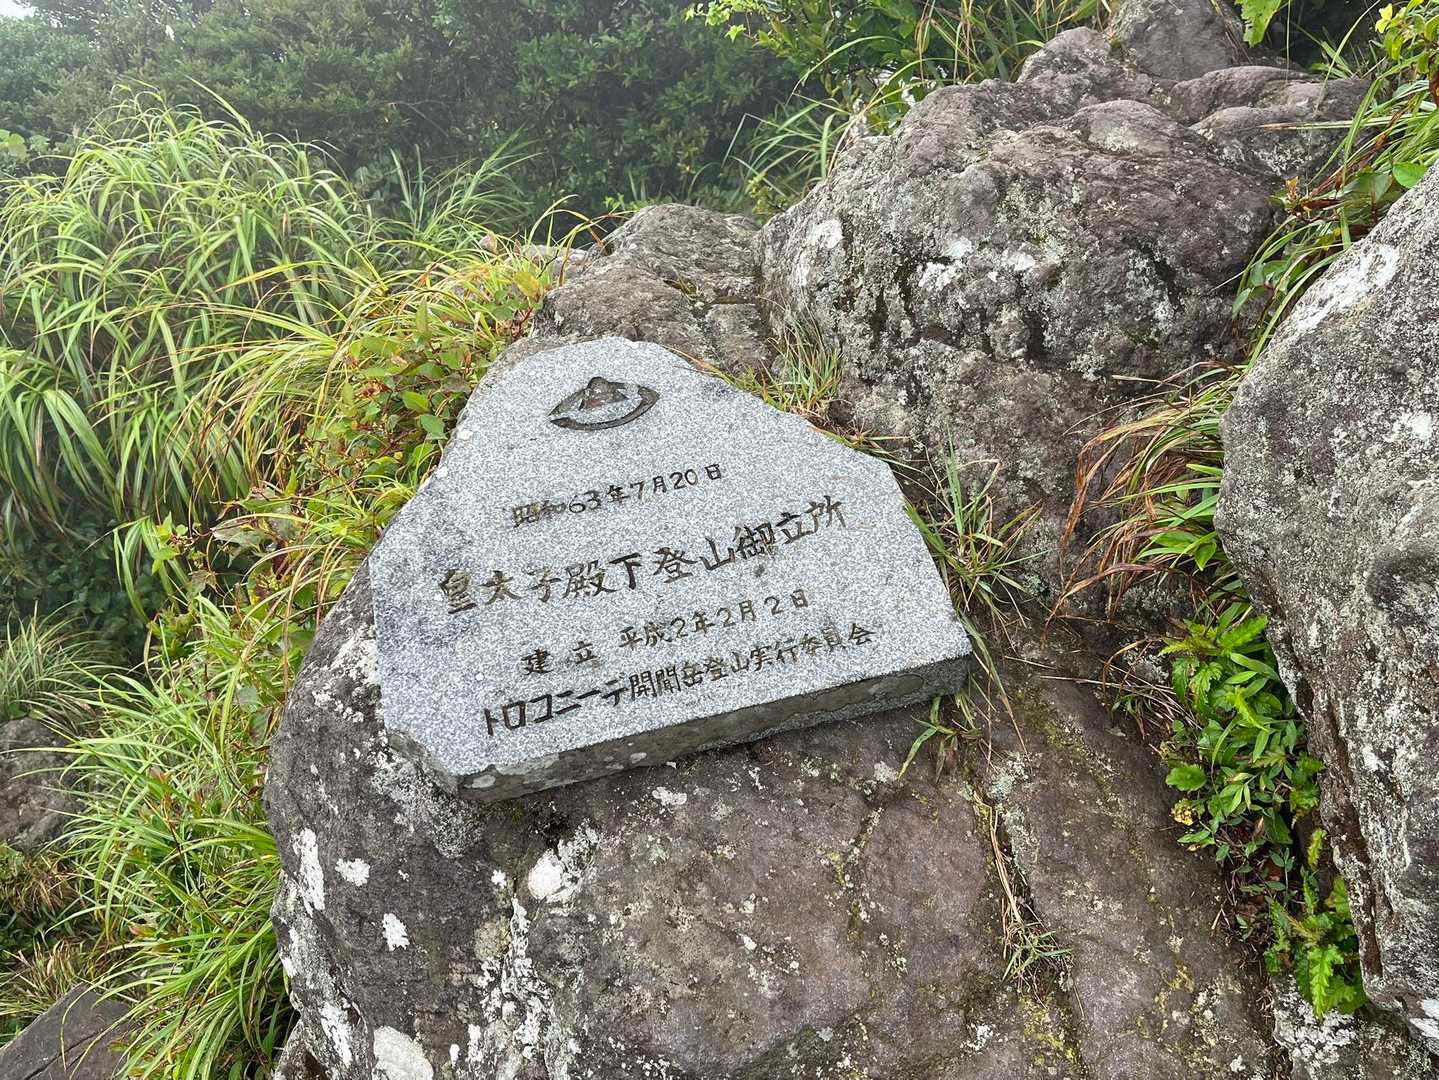 昭和63年7月20日
皇太子殿下登山御立所
建立 平成2年2月2日
トロコニーテ開聞岳登山実行委員会